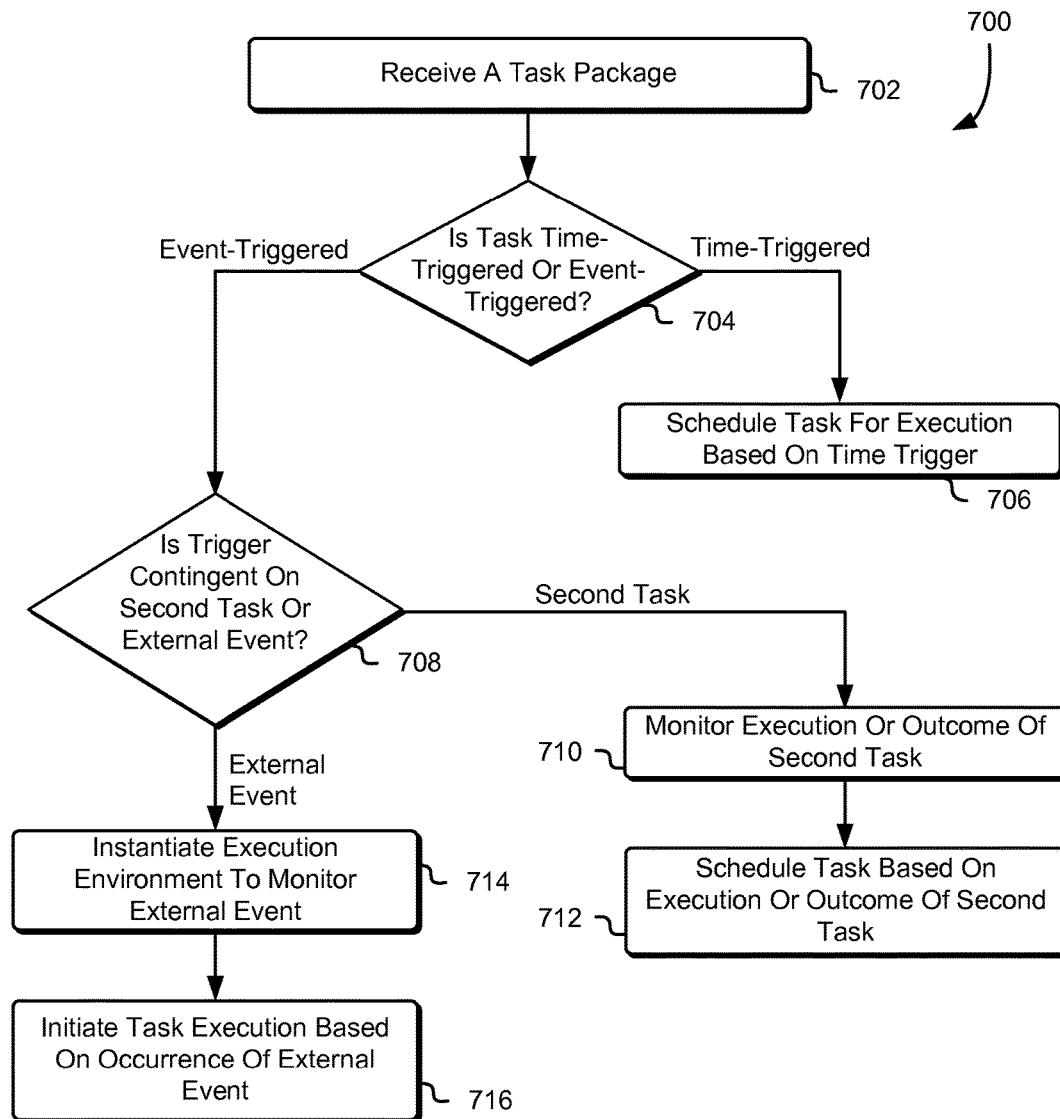 700
Receive A Task Package
702
Is Task Time-
Triggered Or Event-
Triggered?
Event-Triggered
Time-Triggered
704
Schedule Task For Execution
Based On Time Trigger
706
Is Trigger
Contingent On
Second Task Or
External Event?
Second Task
708
External
Event
Monitor Execution Or Outcome Of
Second Task
710
Instantiate Execution
Environment To Monitor
External Event
714
Schedule Task Based On
Execution Or Outcome Of Second
Task
712
Initiate Task Execution Based
On Occurrence Of External
Event
716